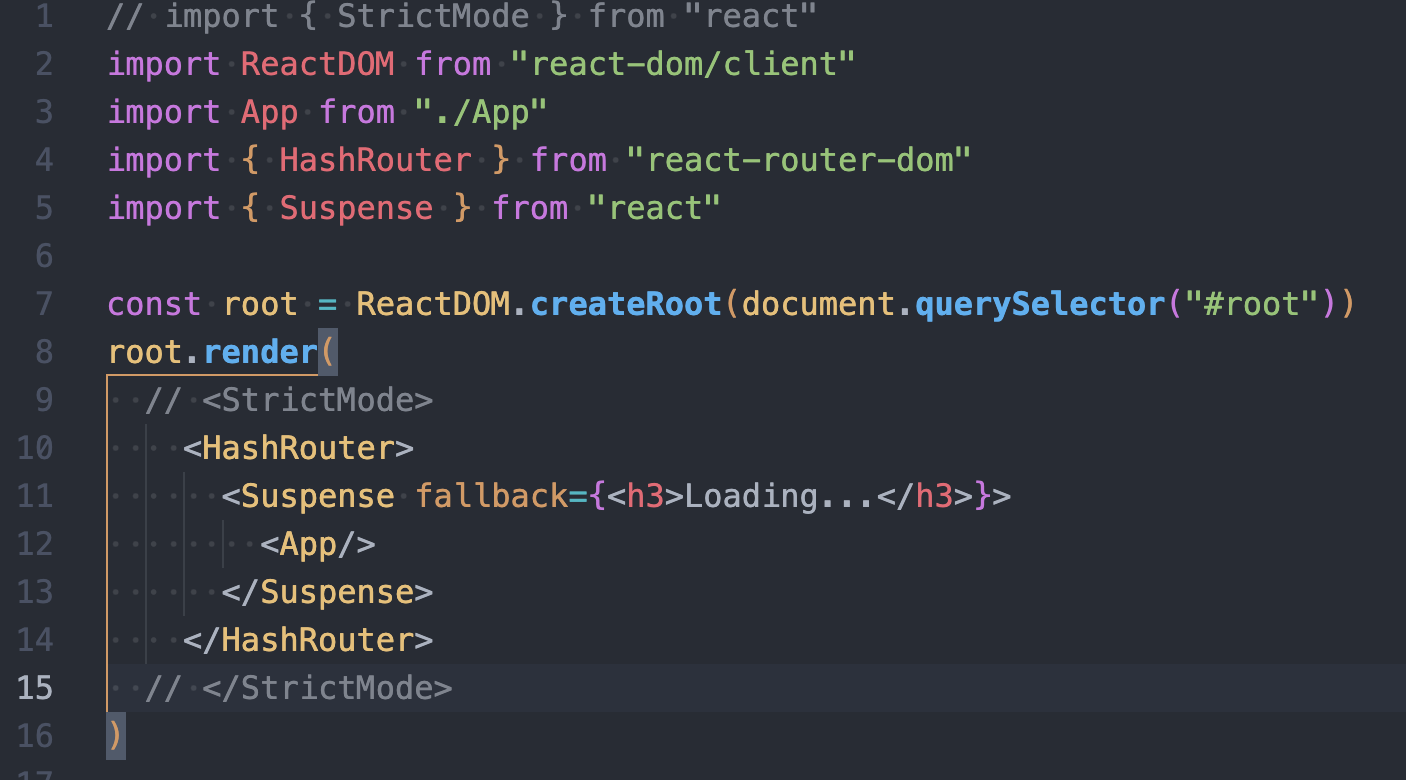 1 // import { StrictMode } from "react"
2 import ReactDOM from "react-dom/client"
3 import App from "./App"
4 import { HashRouter } from "react-router-dom"
5 import { Suspense } from "react"
6
7 const root = ReactDOM.createRoot(document.querySelector("#root"))
8 root.render(
9   // <StrictMode>
10     <HashRouter>
11       <Suspense fallback={<h3>Loading...</h3>}>
12         <App/>
13       </Suspense>
14     </HashRouter>
15   // </StrictMode>
16 )
17